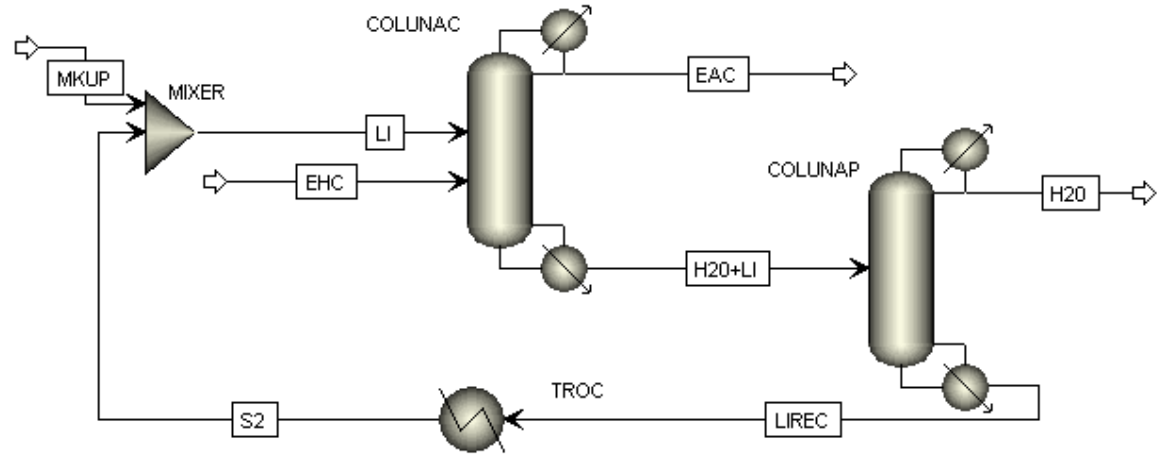 COLUNAC
MKUP
MIXER
EAC
LI
EHC
COLUNAP
H20
H20+LI
TROC
S2
LIREC